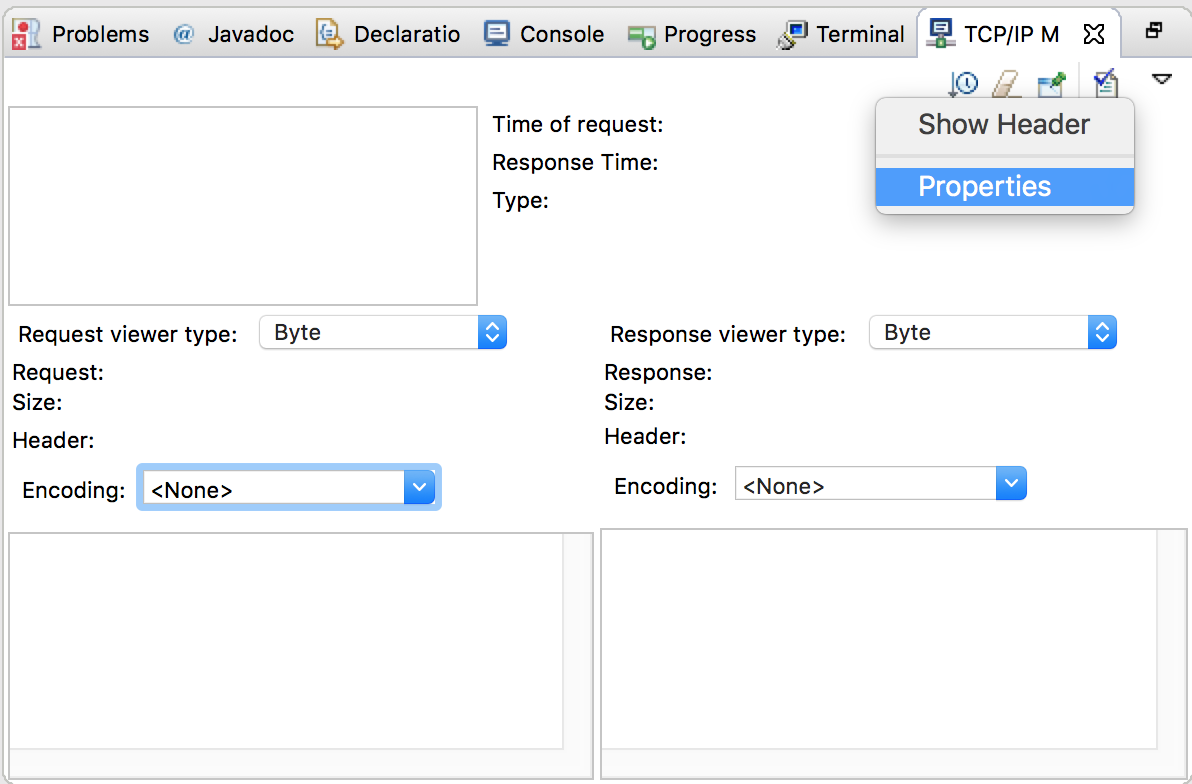 Problems @ Javadoc Declaratio Console Progress Terminal TCP/IP M
Show Header
Properties
Time of request:
Response Time:
Type:
Request viewer type: Byte
Response viewer type: Byte
Request:
Size:
Header:
Encoding: <None>
Response:
Size:
Header:
Encoding: <None>